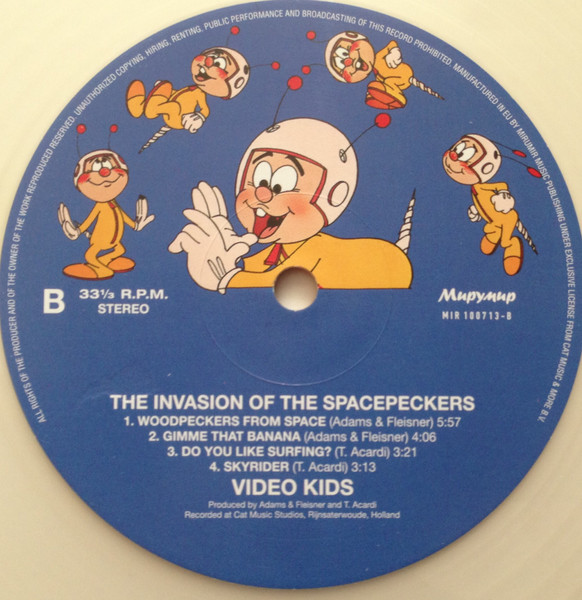 ALL RIGHTS OF THE PRODUCER AND OF THE OWNER OF THE WORK REPRODUCED RESERVED. UNAUTHORIZED COPYING, HIRING, RENTING, PUBLIC PERFORMANCE AND BROADCASTING OF THIS RECORD PROHIBITED. MANUFACTURED IN EU BY MIRUMIR MUSIC PUBLISHING UNDER EXCLUSIVE LICENSE FROM CAT MUSIC & MORE B.V.
B
33⅓ R.P.M.
STEREO
Мирумир
MIR 100713-B
THE INVASION OF THE SPACEPECKERS
1. WOODPECKERS FROM SPACE (Adams & Fleisner) 5:57
2. GIMME THAT BANANA (Adams & Fleisner) 4:06
3. DO YOU LIKE SURFING? (T. Acardi) 3:21
4. SKYRIDER (T. Acardi) 3:13
VIDEO KIDS
Produced by Adams & Fleisner and T. Acardi
Recorded at Cat Music Studios, Rijnsaterwoude, Holland